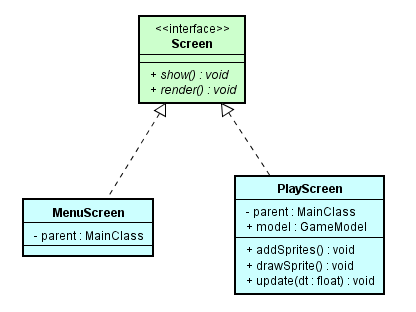 <<interface>>
Screen
+ show() : void
+ render() : void
MenuScreen
- parent : MainClass
PlayScreen
- parent : MainClass
+ model : GameModel
+ addSprites() : void
+ drawSprite() : void
+ update(dt : float) : void